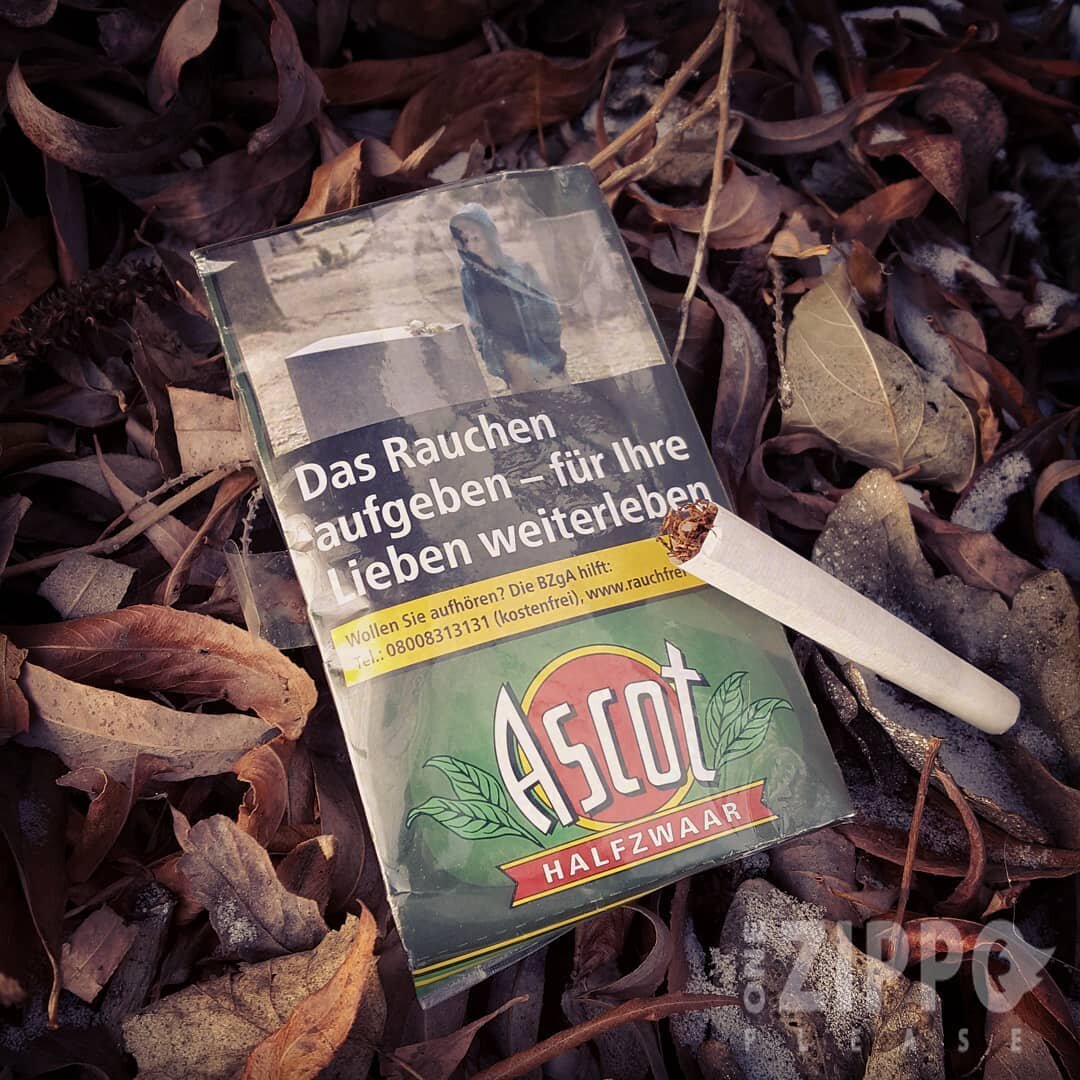 Das Rauchen
aufgeben – für Ihre
Lieben weiterleben
Wollen Sie aufhören? Die BZgA hilft:
Tel.: 08008313131 (kostenfrei), www.rauchfrei
Ascot
HALFZWAAR
ONE
ZIPPO
PLEASE